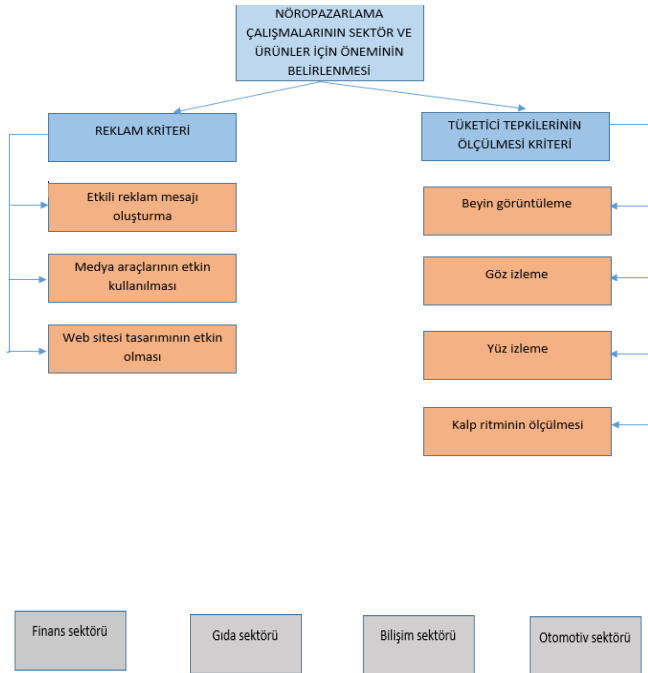 NÖROPAZARLAMA
ÇALIŞMALARININ SEKTÖR VE
ÜRÜNLER İÇİN ÖNEMİNİN
BELİRLENMESİ
REKLAM KRİTERİ
TÜKETİCİ TEPKİLERİNİN
ÖLÇÜLMESİ KRİTERİ
Etkili reklam mesajı
oluşturma
Beyin görüntüleme
Medya araçlarının etkin
kullanılması
Göz izleme
Web sitesi tasarımının etkin
olması
Yüz izleme
Kalp ritminin ölçülmesi
Finans sektörü
Gıda sektörü
Bilişim sektörü
Otomotiv sektörü